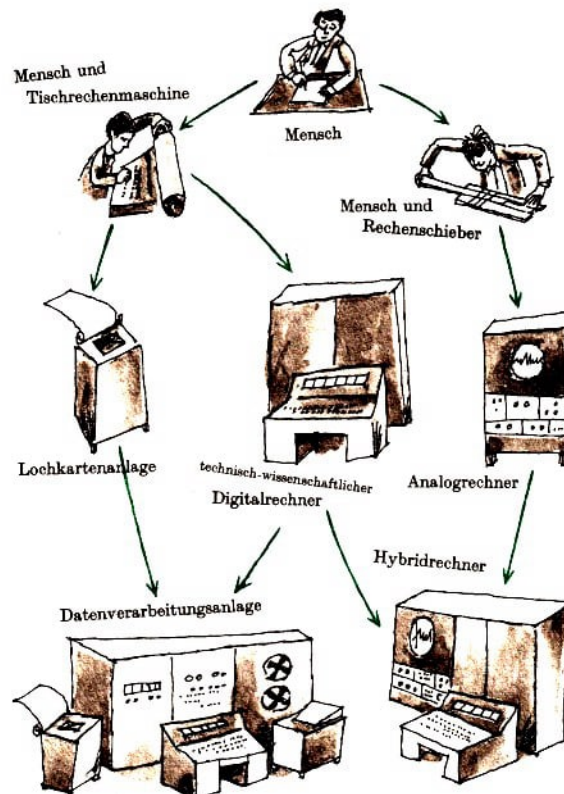 Mensch und
Tischrechenmaschine
Mensch
Mensch und
Rechenschieber
Lochkartenanlage
technisch-wissenschaftlicher
Digitalrechner
Analogrechner
Hybridrechner
Datenverarbeitungsanlage